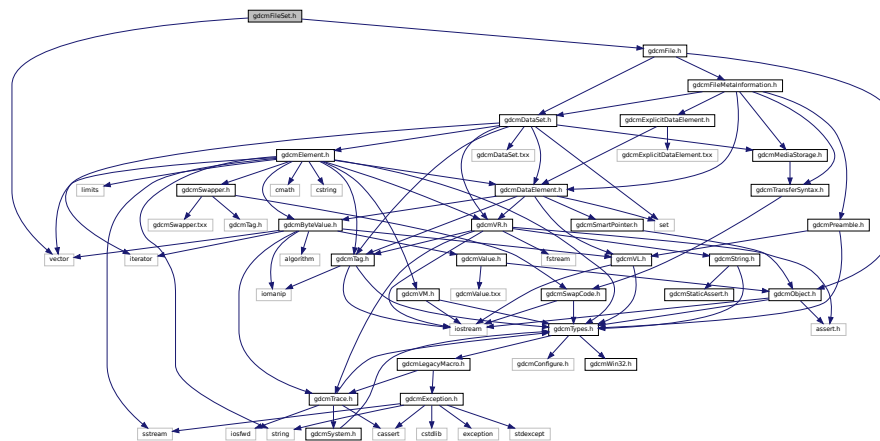 gdcmFileSet.h
gdcmFile.h
gdcmFileMetaInformation.h
gdcmDataSet.h
gdcmExplicitDataElement.h
gdcmElement.h
gdcmDataSet.txx
gdcmExplicitDataElement.txx
gdcmMediaStorage.h
limits
gdcmSwapper.h
cmath
cstring
gdcmDataElement.h
gdcmTransferSyntax.h
gdcmSwapper.txx
gdcmTag.h
gdcmByteValue.h
gdcmVR.h
gdcmSmartPointer.h
set
gdcmPreamble.h
vector
iterator
algorithm
gdcmTag.h
gdcmValue.h
fstream
gdcmVL.h
gdcmString.h
iomanip
gdcmVM.h
gdcmValue.txx
gdcmSwapCode.h
gdcmStaticAssert.h
gdcmObject.h
iostream
gdcmTypes.h
assert.h
gdcmLegacyMacro.h
gdcmConfigure.h
gdcmWin32.h
gdcmTrace.h
gdcmException.h
sstream
iosfwd
string
gdcmSystem.h
cassert
cstdlib
exception
stdexcept